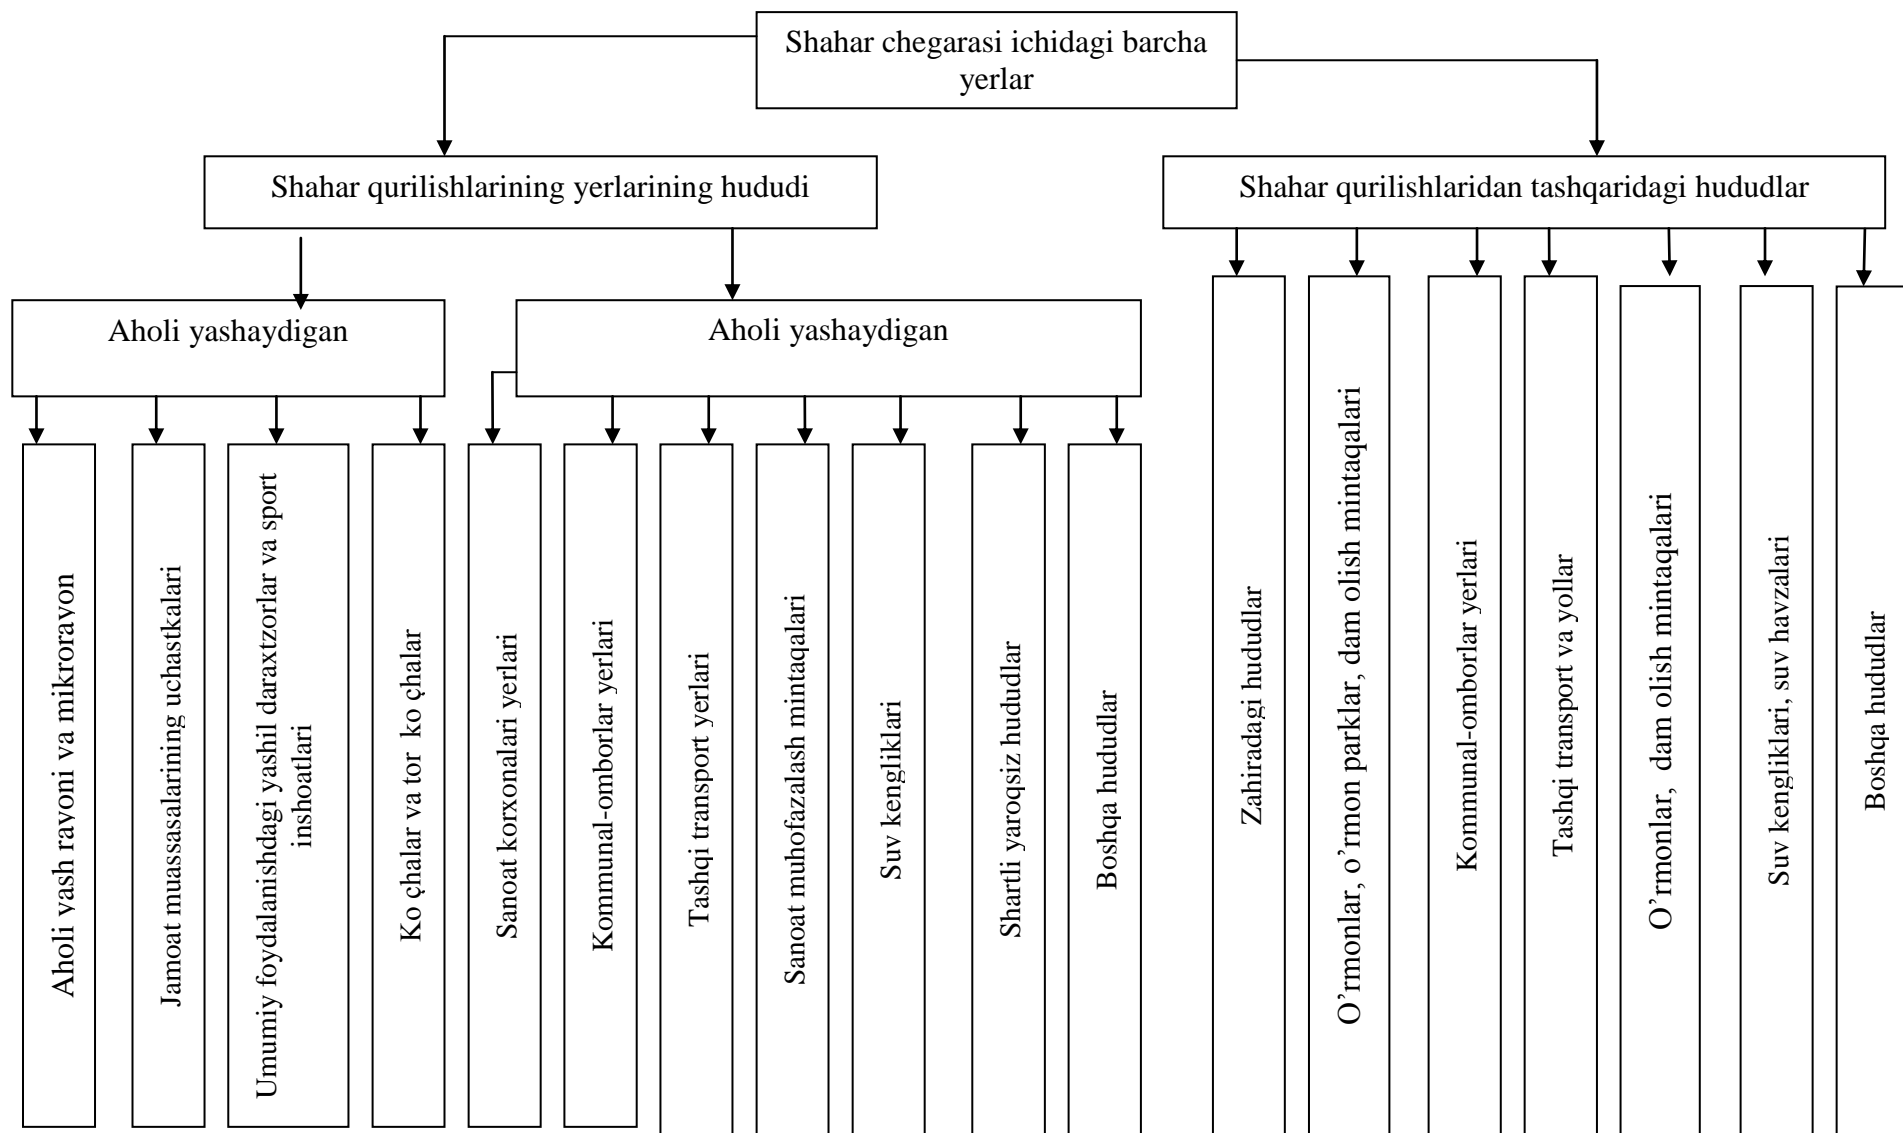 Shahar chegarasi ichidagi barcha
yerlar
Shahar qurilishlarining yerlarining hududi
Shahar qurilishlaridan tashqaridagi hududlar
Aholi yashaydigan
Aholi yashaydigan
Aholi yash rayoni va mikrorayon
Jamoat muassasalarining uchastkalari
Umumiy foydalanishdagi yashil daraxtzorlar va sport
inshoatlari
Ko çhalar va tor ko çhalar
Sanoat korxonalari yerlari
Kommunal-omborlar yerlari
Tashqi transport yerlari
Sanoat muhofazalash mintaqalari
Suv kengliklari
Shartli yaroqsiz hududlar
Boshqa hududlar
Zahiradagi hududlar
O’rmonlar, o’rmon parklar, dam olish mintaqalari
Kommunal-omborlar yerlari
Tashqi transport va yollar
O’rmonlar, dam olish mintaqalari
Suv kengliklari, suv havzalari
Boshqa hududlar